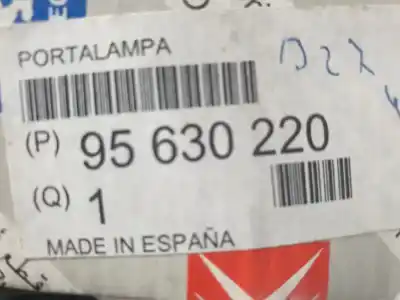 PORTALAMPA
(P) 95 630 220
(Q) 1
MADE IN ESPAÑA